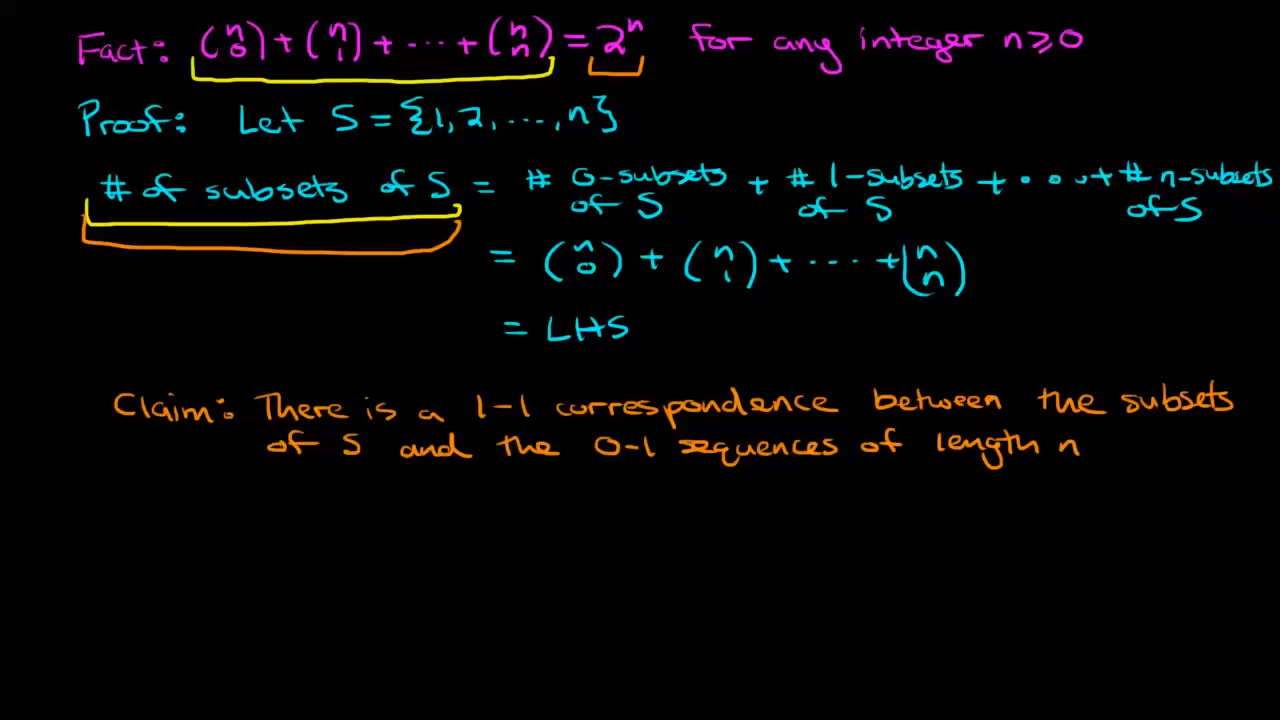 Fact: (n 0) + (n 1) + ... + (n n) = 2^n for any integer n ≥ 0
Proof: Let S = {1, 2, ..., n}
# of subsets of S = # 0-subsets of S + # 1-subsets of S + ... + # n-subsets of S
= (n 0) + (n 1) + .... + (n n)
= LHS
Claim: There is a 1-1 correspondence between the subsets
of S and the 0-1 sequences of length n